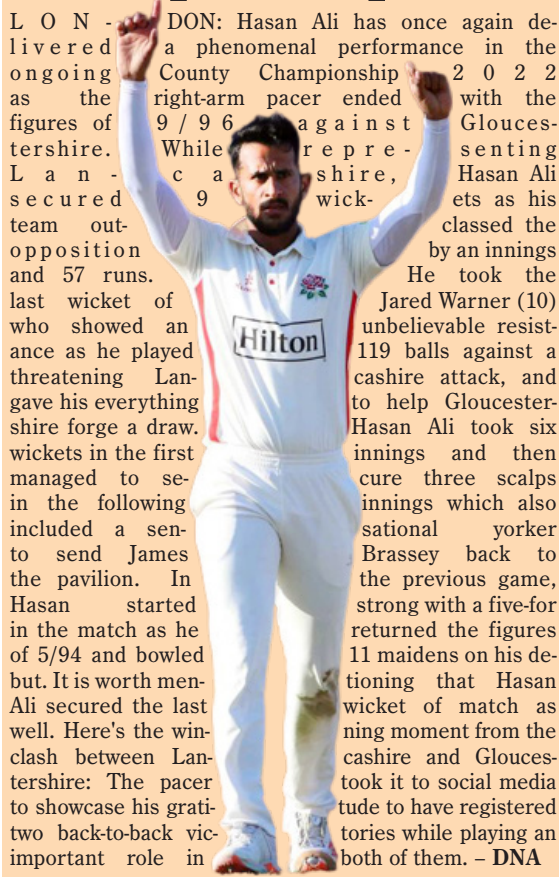 LON- DON: Hasan Ali has once again de-
livered a phenomenal performance in the
ongoing County Championship 2022
as the right-arm pacer ended with the
figures of 9/96 against Glouces-
tershire. While repre- senting
Lan- ca shire, Hasan Ali
secured 9 wick- ets as his
team out- classed the
opposition by an innings
and 57 runs. He took the
last wicket of Jared Warner (10)
who showed an unbelievable resist-
ance as he played 119 balls against a
threatening Lan- cashire attack, and
gave his everything to help Gloucester-
shire forge a draw. Hasan Ali took six
wickets in the first innings and then
managed to se- cure three scalps
in the following innings which also
included a sen- sational yorker
to send James Brassey back to
the pavilion. In the previous game,
Hasan started strong with a five-for
in the match as he returned the figures
of 5/94 and bowled 11 maidens on his de-
but. It is worth men- tioning that Hasan
Ali secured the last wicket of match as
well. Here's the win- ning moment from the
clash between Lan- cashire and Glouces-
tershire: The pacer took it to social media
to showcase his grati- tude to have registered
two back-to-back vic- tories while playing an
important role in both of them. – DNA
Hilton